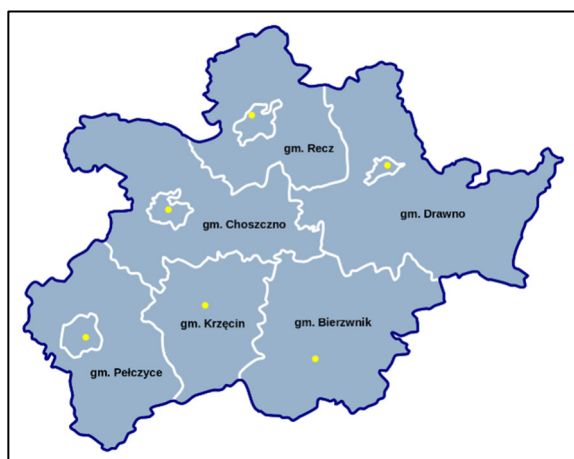 gm. Recz
gm. Drawno
gm. Choszczno
gm. Krzęcin
gm. Bierzwnik
gm. Pełczyce